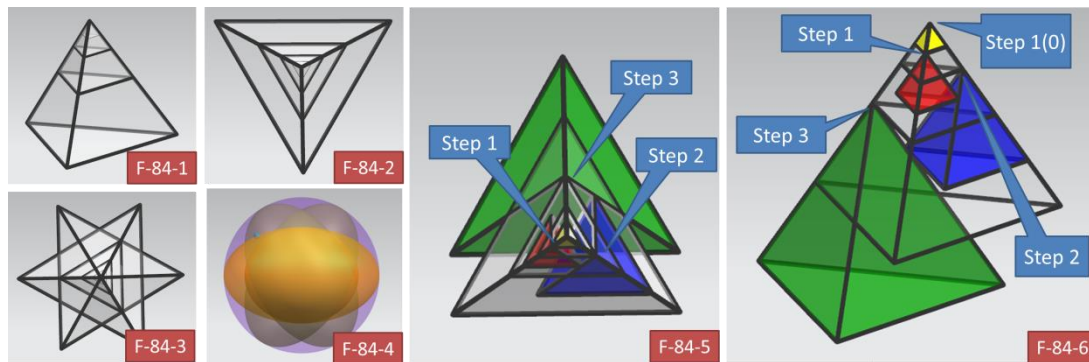 F-84-1
F-84-2
F-84-3
F-84-4
Step 3
Step 1
Step 2
F-84-5
Step 1
Step 1(0)
Step 3
Step 2
F-84-6